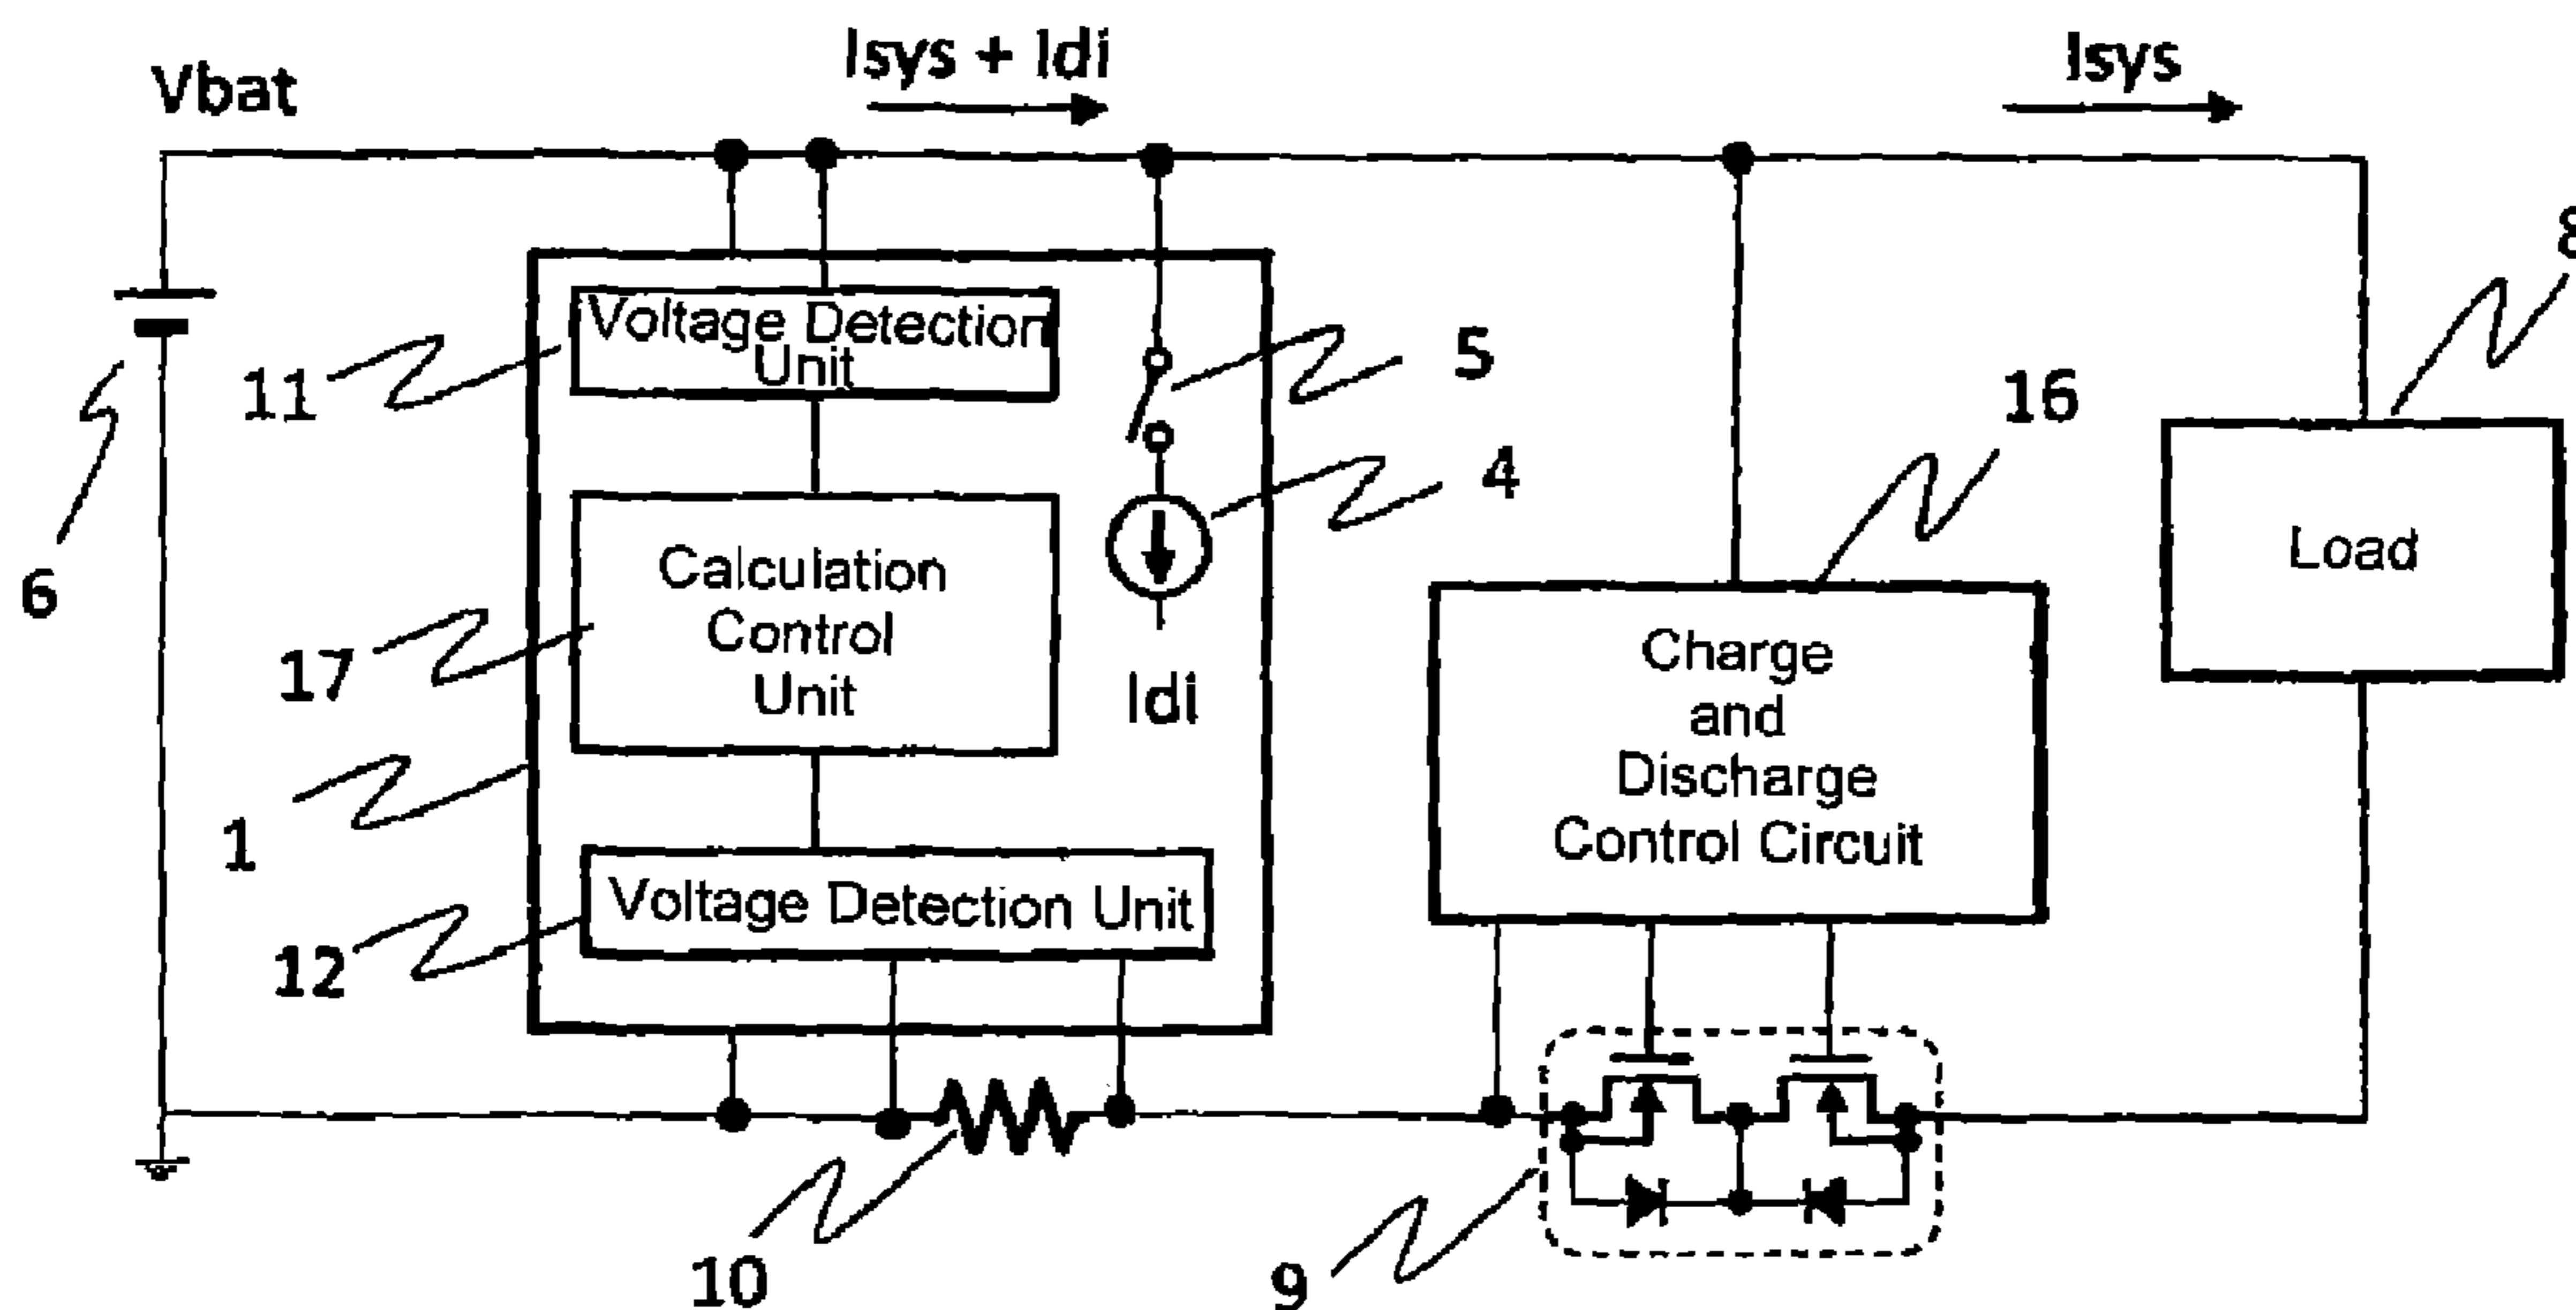 Isys + Idi
Isys
Vbat
8
Voltage Detection
Unit
5
11
16
4
Load
Calculation
Control
Unit
6
17
Idi
Charge
and
Discharge
Control Circuit
1
Voltage Detection Unit
12
10
9